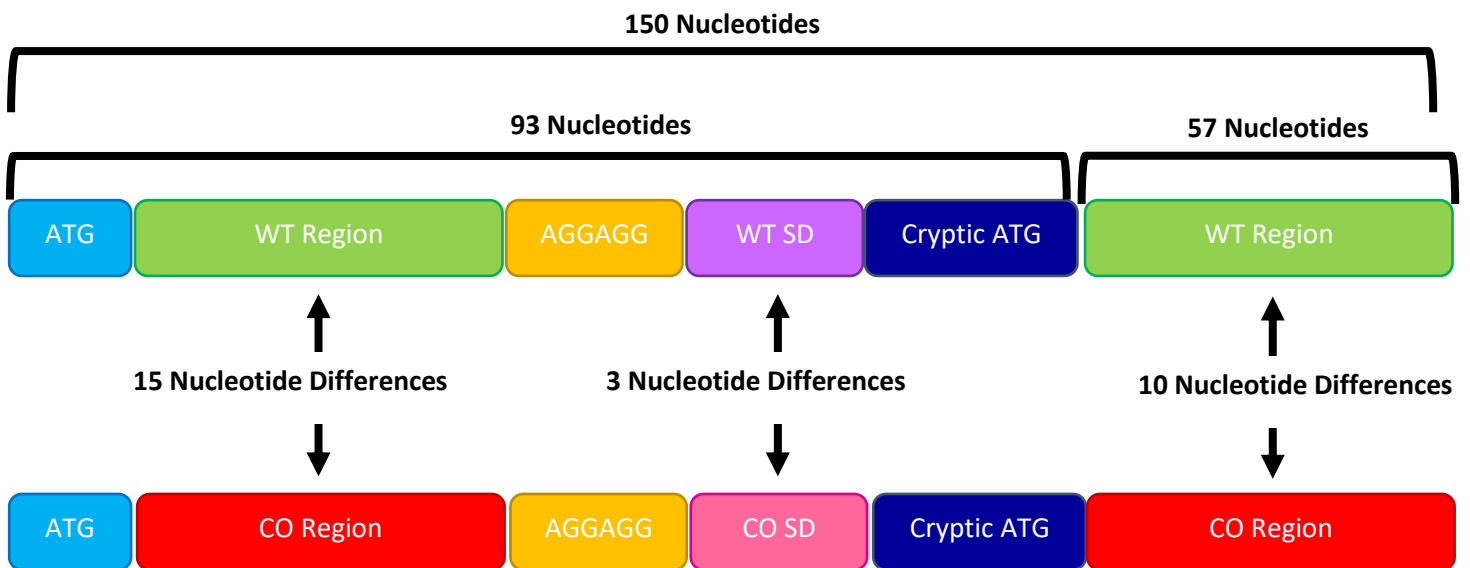 150 Nucleotides
93 Nucleotides
57 Nucleotides
ATG
WT Region
AGGAGG
WT SD
Cryptic ATG
WT Region
15 Nucleotide Differences
3 Nucleotide Differences
10 Nucleotide Differences
ATG
CO Region
AGGAGG
CO SD
Cryptic ATG
CO Region